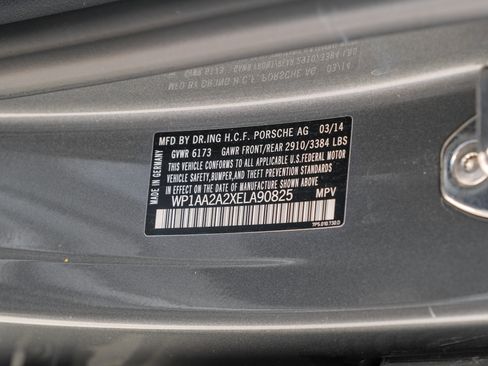 MFD BY DR.ING H.C.F. PORSCHE AG 03/14
GVWR 6173 GAWR FRONT/REAR 2910/3384 LBS
THIS VEHICLE CONFORMS TO ALL APPLICABLE U.S.FEDERAL MOTOR
VEHICLE SAFETY, BUMPER, AND THEFT PREVENTION STANDARDS
IN EFFECT ON THE DATE OF MANUFACTURE SHOWN ABOVE
WP1AA2A2XELA90825 MPV
MADE IN GERMANY